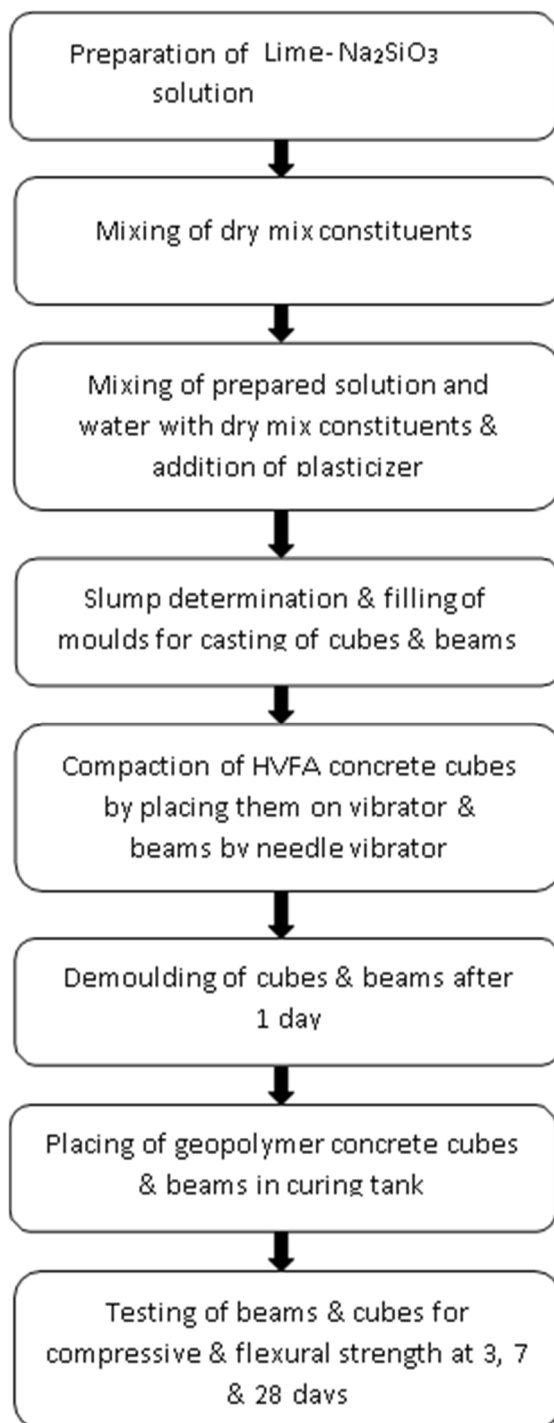 Preparation of Lime-Na₂SiO₃
solution
Mixing of dry mix constituents
Mixing of prepared solution and
water with dry mix constituents &
addition of plasticizer
Slump determination & filling of
moulds for casting of cubes & beams
Compaction of HVFA concrete cubes
by placing them on vibrator &
beams by needle vibrator
Demoulding of cubes & beams after
1 day
Placing of geopolymer concrete cubes
& beams in curing tank
Testing of beams & cubes for
compressive & flexural strength at 3, 7
& 28 days